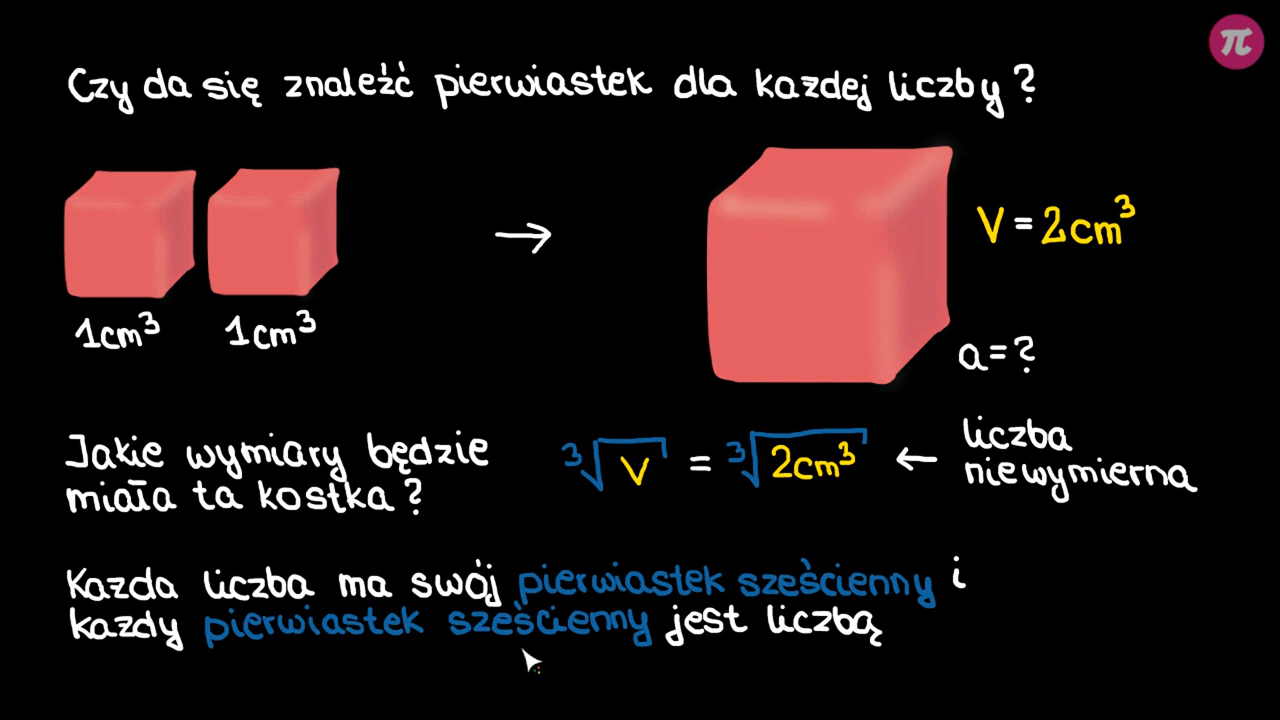 π
Czy da się znaleźć pierwiastek dla każdej liczby?
1cm³ 1cm³ → V = 2cm³
a = ?
Jakie wymiary będzie
miała ta kostka?
³√V = ³√2cm³ ← liczba
niewymierna
Każda liczba ma swój pierwiastek sześcienny i
każdy pierwiastek sześcienny jest liczbą